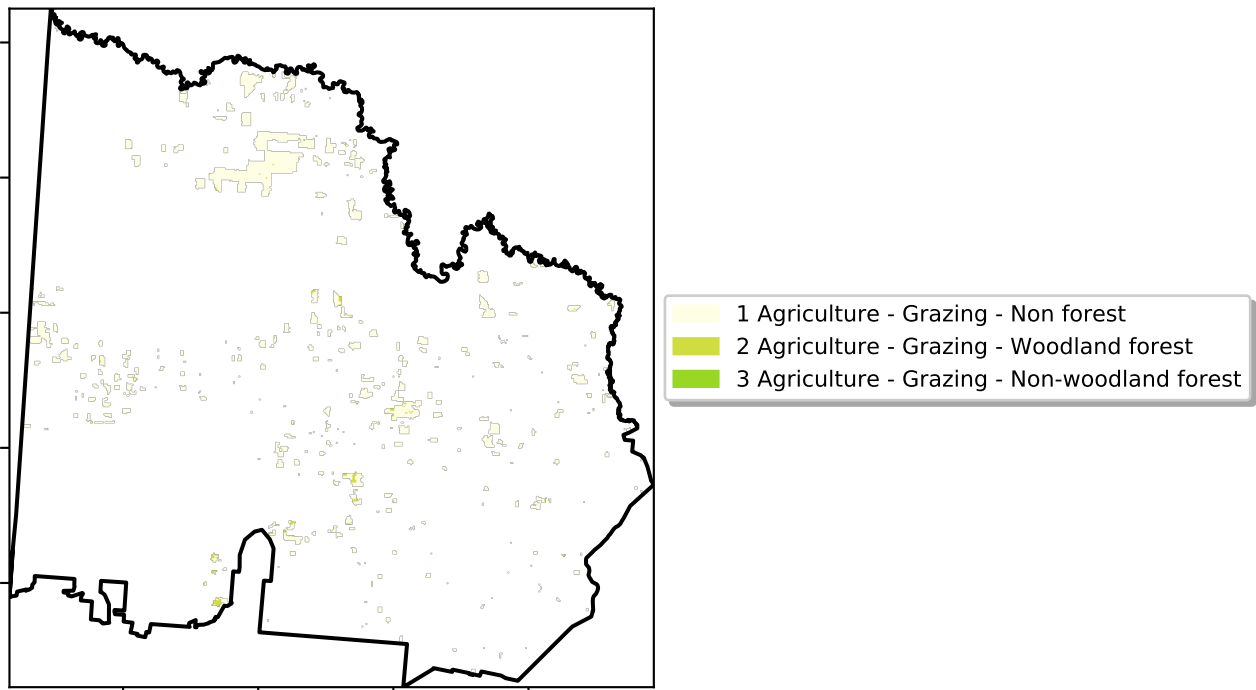 1 Agriculture - Grazing - Non forest
2 Agriculture - Grazing - Woodland forest
3 Agriculture - Grazing - Non-woodland forest